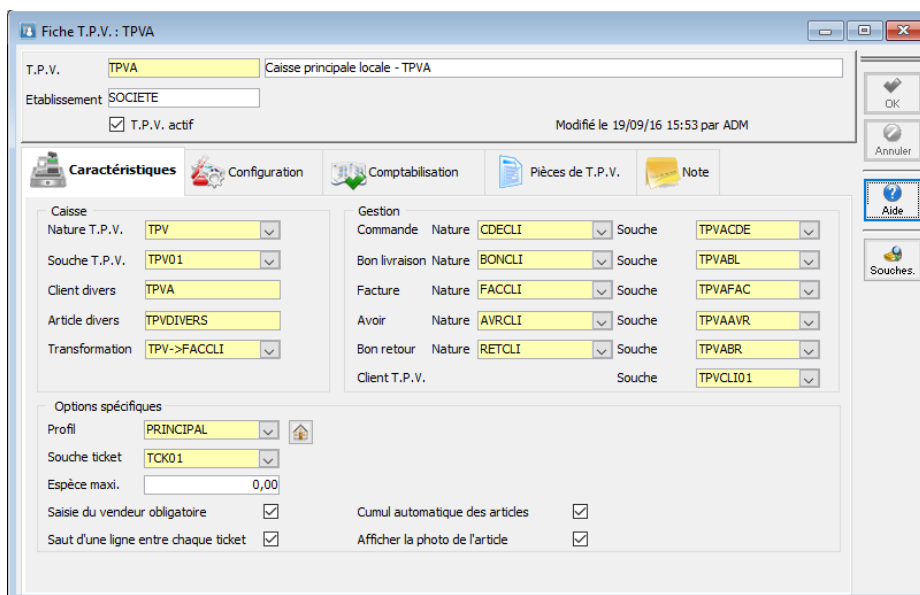 Fiche T.P.V. : TPVA
T.P.V. TPVA Caisse principale locale - TPVA
Etablissement SOCIETE
T.P.V. actif Modifié le 19/09/16 15:53 par ADM
OK
Annuler
Aide
Souches.
Caractéristiques Configuration Comptabilisation Pièces de T.P.V. Note
Caisse
Nature T.P.V. TPV
Souche T.P.V. TPV01
Client divers TPVA
Article divers TPVDIVERS
Transformation TPV->FACCLI
Gestion
Commande Nature CDECLI Souche TPVACDE
Bon livraison Nature BONCLI Souche TPVABL
Facture Nature FACCLI Souche TPVAFAC
Avoir Nature AVRCLI Souche TPVAAVR
Bon retour Nature RETCLI Souche TPVABR
Client T.P.V. Souche TPVCLI01
Options spécifiques
Profil PRINCIPAL
Souche ticket TCK01
Espèce maxi. 0,00
Saisie du vendeur obligatoire Cumul automatique des articles
Saut d'une ligne entre chaque ticket Afficher la photo de l'article